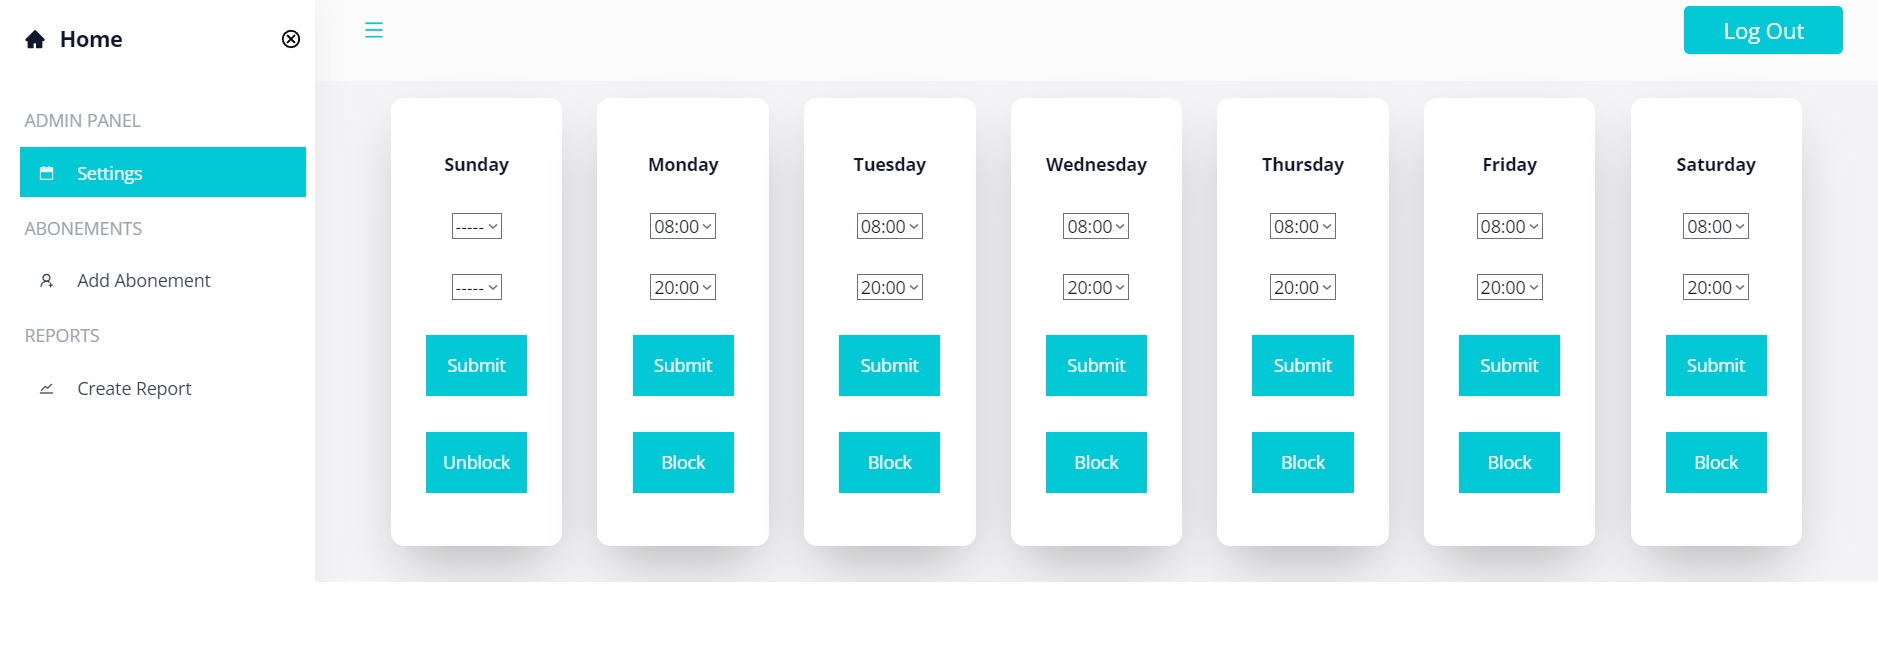 Home
Log Out
ADMIN PANEL
Settings
ABONEMENTS
Add Abonement
REPORTS
Create Report
Sunday
-----
-----
Submit
Unblock
Monday
08:00
20:00
Submit
Block
Tuesday
08:00
20:00
Submit
Block
Wednesday
08:00
20:00
Submit
Block
Thursday
08:00
20:00
Submit
Block
Friday
08:00
20:00
Submit
Block
Saturday
08:00
20:00
Submit
Block